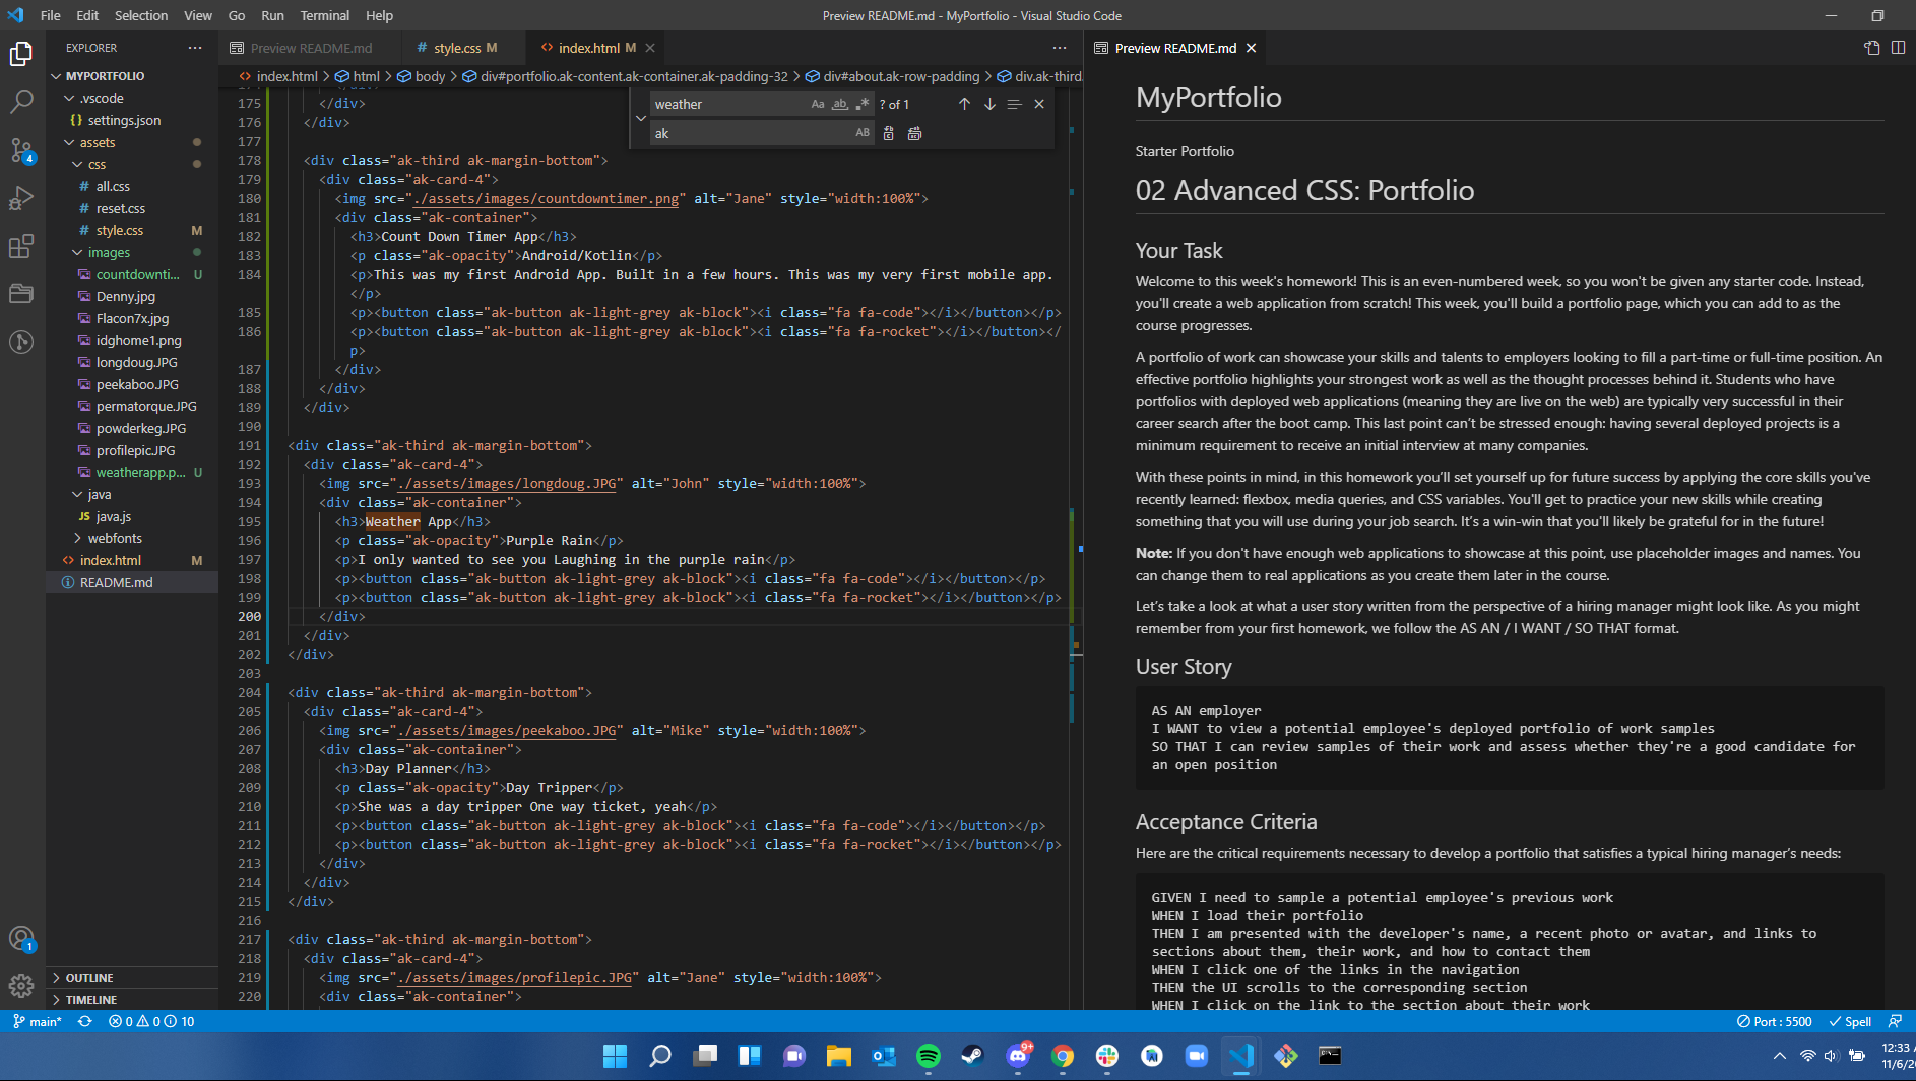 File Edit Selection View Go Run Terminal Help
Preview README.md - MyPortfolio - Visual Studio Code
EXPLORER
MYPORTFOLIO
.vscode
{} settings.json
assets
css
# all.css
# reset.css
# style.css M
images
countdownti... U
Denny.jpg
Flacon7x.jpg
idghome1.png
longdoug.JPG
peekaboo.JPG
permatorque.JPG
powderkeg.JPG
profilepic.JPG
weatherapp.p... U
java
JS java.js
webfonts
<> index.html M
README.md
OUTLINE
TIMELINE
4
1
Preview README.md
# style.css M
<> index.html M
<> index.html > html > body > div#portfolio.ak-content.ak-container.ak-padding-32 > div#about.ak-row-padding > div.ak-third
weather Aa ab ? of 1
ak AB
175 </div>
176 </div>
177
178 <div class="ak-third ak-margin-bottom">
179 <div class="ak-card-4">
180 <img src="./assets/images/countdowntimer.png" alt="Jane" style="width:100%">
181 <div class="ak-container">
182 <h3>Count Down Timer App</h3>
183 <p class="ak-opacity">Android/Kotlin</p>
184 <p>This was my first Android App. Built in a few hours. This was my very first mobile app.
</p>
185 <p><button class="ak-button ak-light-grey ak-block"><i class="fa fa-code"></i></button></p>
186 <p><button class="ak-button ak-light-grey ak-block"><i class="fa fa-rocket"></i></button></
p>
187 </div>
188 </div>
189 </div>
190
191 <div class="ak-third ak-margin-bottom">
192 <div class="ak-card-4">
193 <img src="./assets/images/longdoug.JPG" alt="John" style="width:100%">
194 <div class="ak-container">
195 <h3>Weather App</h3>
196 <p class="ak-opacity">Purple Rain</p>
197 <p>I only wanted to see you Laughing in the purple rain</p>
198 <p><button class="ak-button ak-light-grey ak-block"><i class="fa fa-code"></i></button></p>
199 <p><button class="ak-button ak-light-grey ak-block"><i class="fa fa-rocket"></i></button></p>
200 </div>
201 </div>
202 </div>
203
204 <div class="ak-third ak-margin-bottom">
205 <div class="ak-card-4">
206 <img src="./assets/images/peekaboo.JPG" alt="Mike" style="width:100%">
207 <div class="ak-container">
208 <h3>Day Planner</h3>
209 <p class="ak-opacity">Day Tripper</p>
210 <p>She was a day tripper One way ticket, yeah</p>
211 <p><button class="ak-button ak-light-grey ak-block"><i class="fa fa-code"></i></button></p>
212 <p><button class="ak-button ak-light-grey ak-block"><i class="fa fa-rocket"></i></button></p>
213 </div>
214 </div>
215 </div>
216
217 <div class="ak-third ak-margin-bottom">
218 <div class="ak-card-4">
219 <img src="./assets/images/profilepic.JPG" alt="Jane" style="width:100%">
220 <div class="ak-container">
Preview README.md
MyPortfolio
Starter Portfolio
02 Advanced CSS: Portfolio
Your Task
Welcome to this week's homework! This is an even-numbered week, so you won't be given any starter code. Instead,
you'll create a web application from scratch! This week, you'll build a portfolio page, which you can add to as the
course progresses.
A portfolio of work can showcase your skills and talents to employers looking to fill a part-time or full-time position. An
effective portfolio highlights your strongest work as well as the thought processes behind it. Students who have
portfolios with deployed web applications (meaning they are live on the web) are typically very successful in their
career search after the boot camp. This last point can't be stressed enough: having several deployed projects is a
minimum requirement to receive an initial interview at many companies.
With these points in mind, in this homework you'll set yourself up for future success by applying the core skills you've
recently learned: flexbox, media queries, and CSS variables. You'll get to practice your new skills while creating
something that you will use during your job search. It's a win-win that you'll likely be grateful for in the future!
Note: If you don't have enough web applications to showcase at this point, use placeholder images and names. You
can change them to real applications as you create them later in the course.
Let's take a look at what a user story written from the perspective of a hiring manager might look like. As you might
remember from your first homework, we follow the AS AN / I WANT / SO THAT format.
User Story
AS AN employer
I WANT to view a potential employee's deployed portfolio of work samples
SO THAT I can review samples of their work and assess whether they're a good candidate for
an open position
Acceptance Criteria
Here are the critical requirements necessary to develop a portfolio that satisfies a typical hiring manager's needs:
GIVEN I need to sample a potential employee's previous work
WHEN I load their portfolio
THEN I am presented with the developer's name, a recent photo or avatar, and links to
sections about them, their work, and how to contact them
WHEN I click one of the links in the navigation
THEN the UI scrolls to the corresponding section
WHEN I click on the link to the section about their work
main* 0 0 10
Port : 5500 Spell
9+
12:33
11/6/2